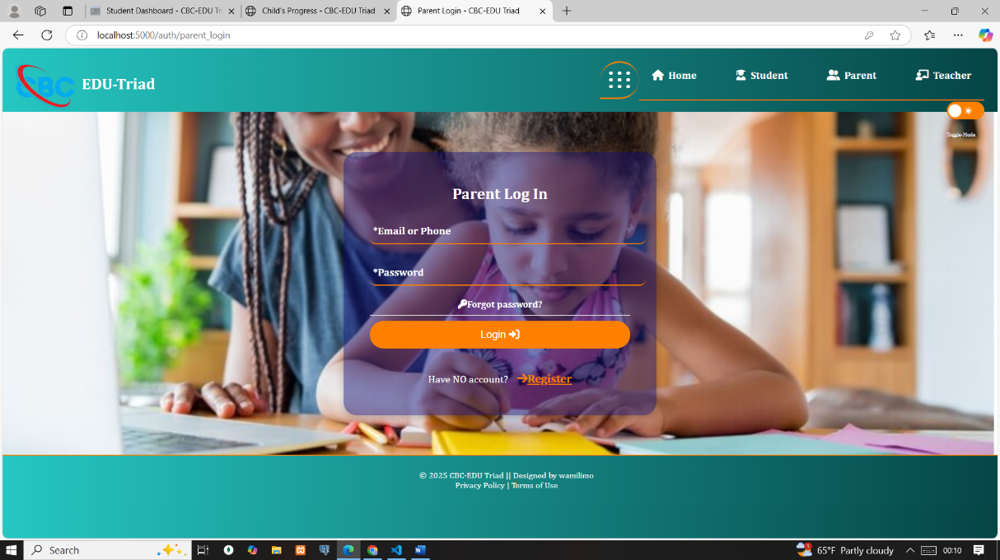 Student Dashboard - CBC-EDU Tri
Child's Progress - CBC-EDU Triad
Parent Login - CBC-EDU Triad
localhost:5000/auth/parent_login
CBC EDU-Triad
Home
Student
Parent
Teacher
Toggle-Mode
Parent Log In
*Email or Phone
*Password
Forgot password?
Login
Have NO account? Register
© 2025 CBC-EDU Triad || Designed by wamilimo
Privacy Policy | Terms of Use
Search
1
65°F Partly cloudy
00:10